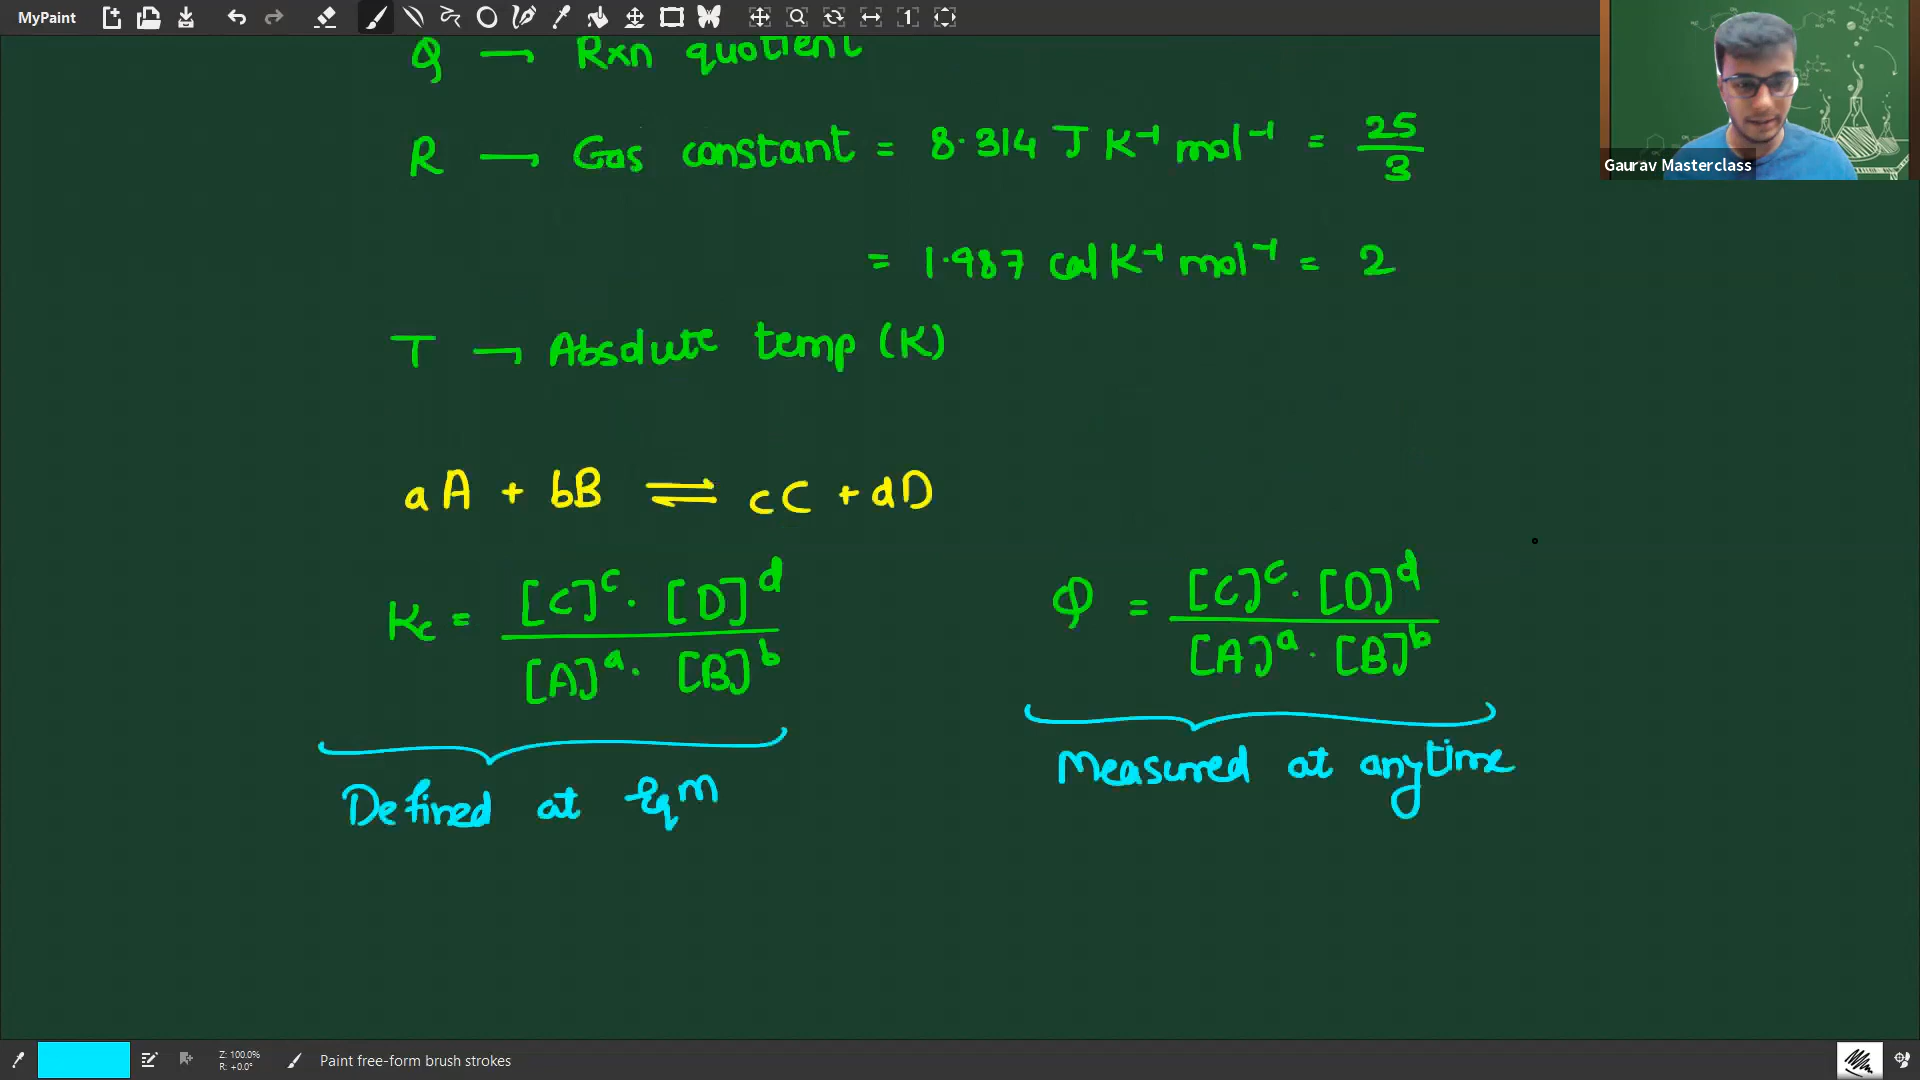 MyPaint
Q → Rxn quotient
R → Gas constant = 8.314 J K⁻¹ mol⁻¹ = 25/3
Gaurav Masterclass
= 1.987 cal K⁻¹ mol⁻¹ = 2
T → Absolute temp (K)
aA + bB ⇌ cC + dD
Kc = [C]^c · [D]^d / [A]^a · [B]^b
Q = [C]^c · [D]^d / [A]^a · [B]^b
Defined at eqm
Measured at anytime
Z: 100.0%
R: +0.0°
Paint free-form brush strokes